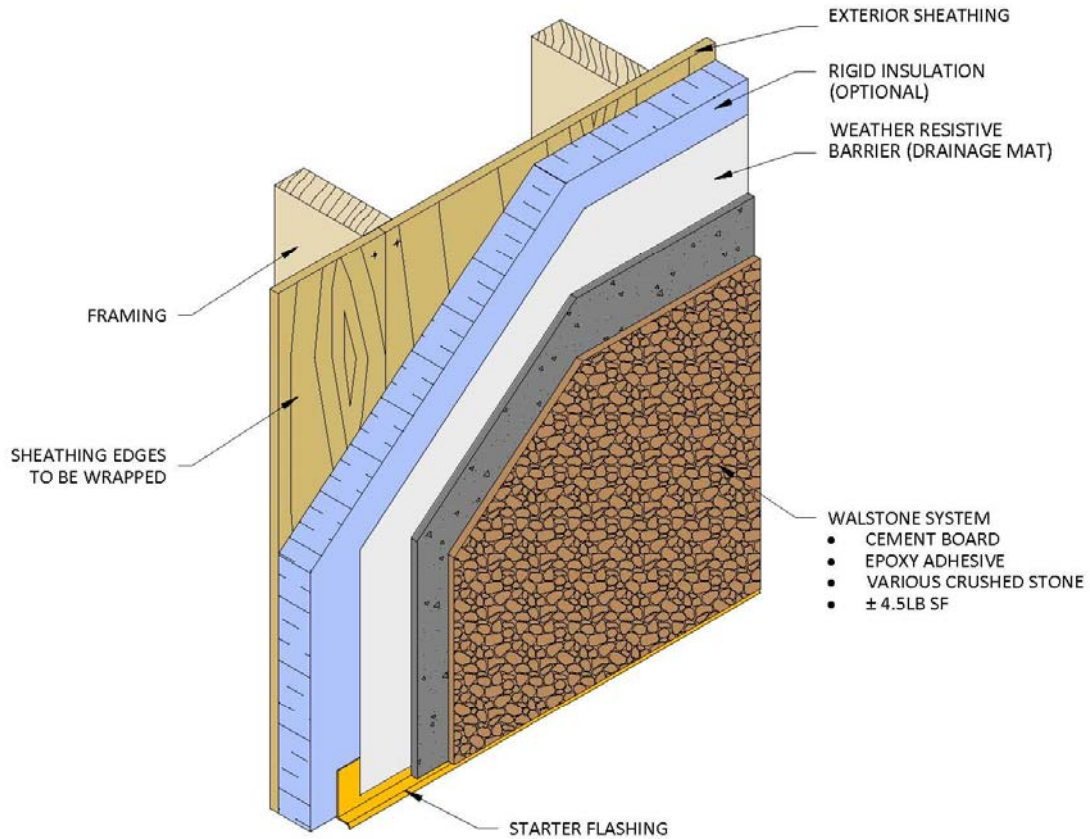 EXTERIOR SHEATHING
RIGID INSULATION
(OPTIONAL)
WEATHER RESISTIVE
BARRIER (DRAINAGE MAT)
FRAMING
SHEATHING EDGES
TO BE WRAPPED
WALSTONE SYSTEM
• CEMENT BOARD
• EPOXY ADHESIVE
• VARIOUS CRUSHED STONE
• ± 4.5LB SF
STARTER FLASHING